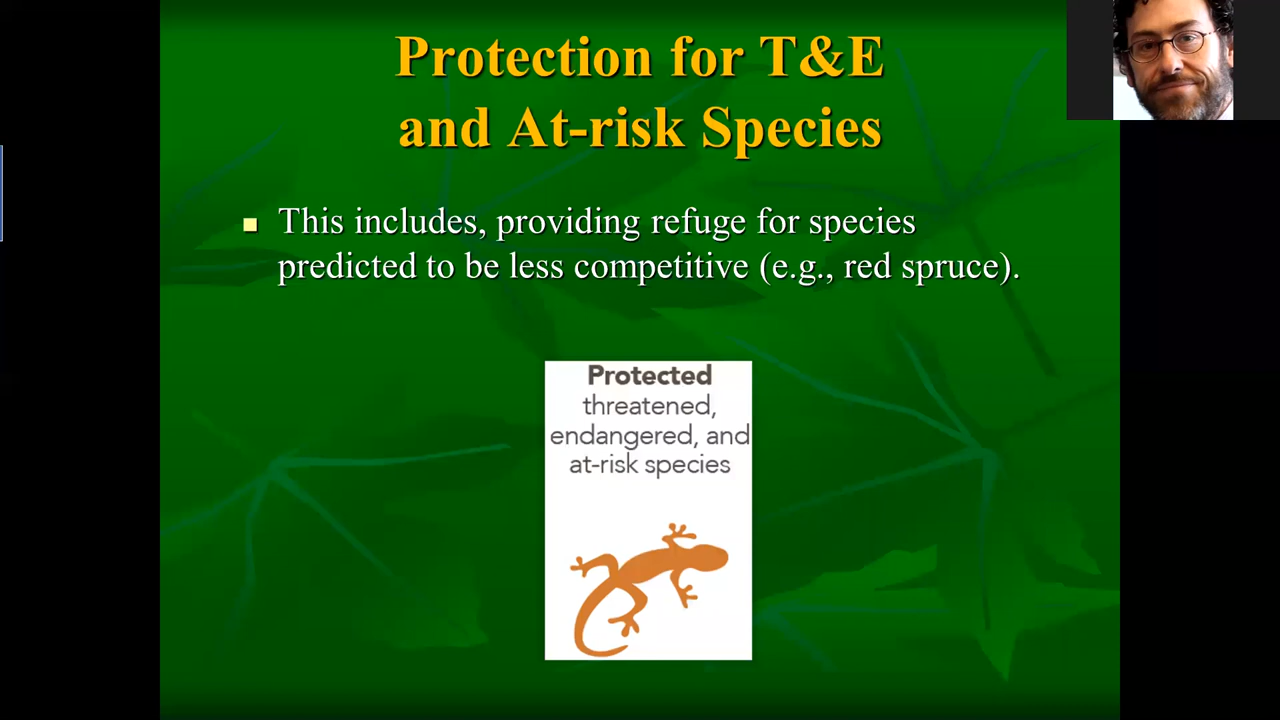 Protection for T&E
and At-risk Species
This includes, providing refuge for species
predicted to be less competitive (e.g., red spruce).
Protected
threatened,
endangered, and
at-risk species